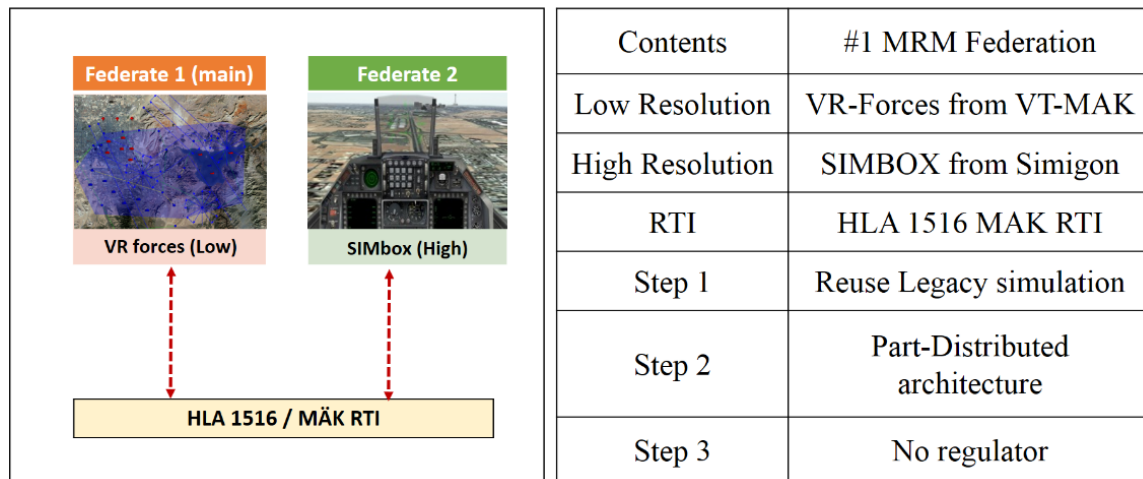 Federate 1 (main)
Federate 2
VR forces (Low)
SIMbox (High)
HLA 1516 / MÄK RTI
Contents
#1 MRM Federation
Low Resolution
VR-Forces from VT-MAK
High Resolution
SIMBOX from Simigon
RTI
HLA 1516 MAK RTI
Step 1
Reuse Legacy simulation
Step 2
Part-Distributed
architecture
Step 3
No regulator